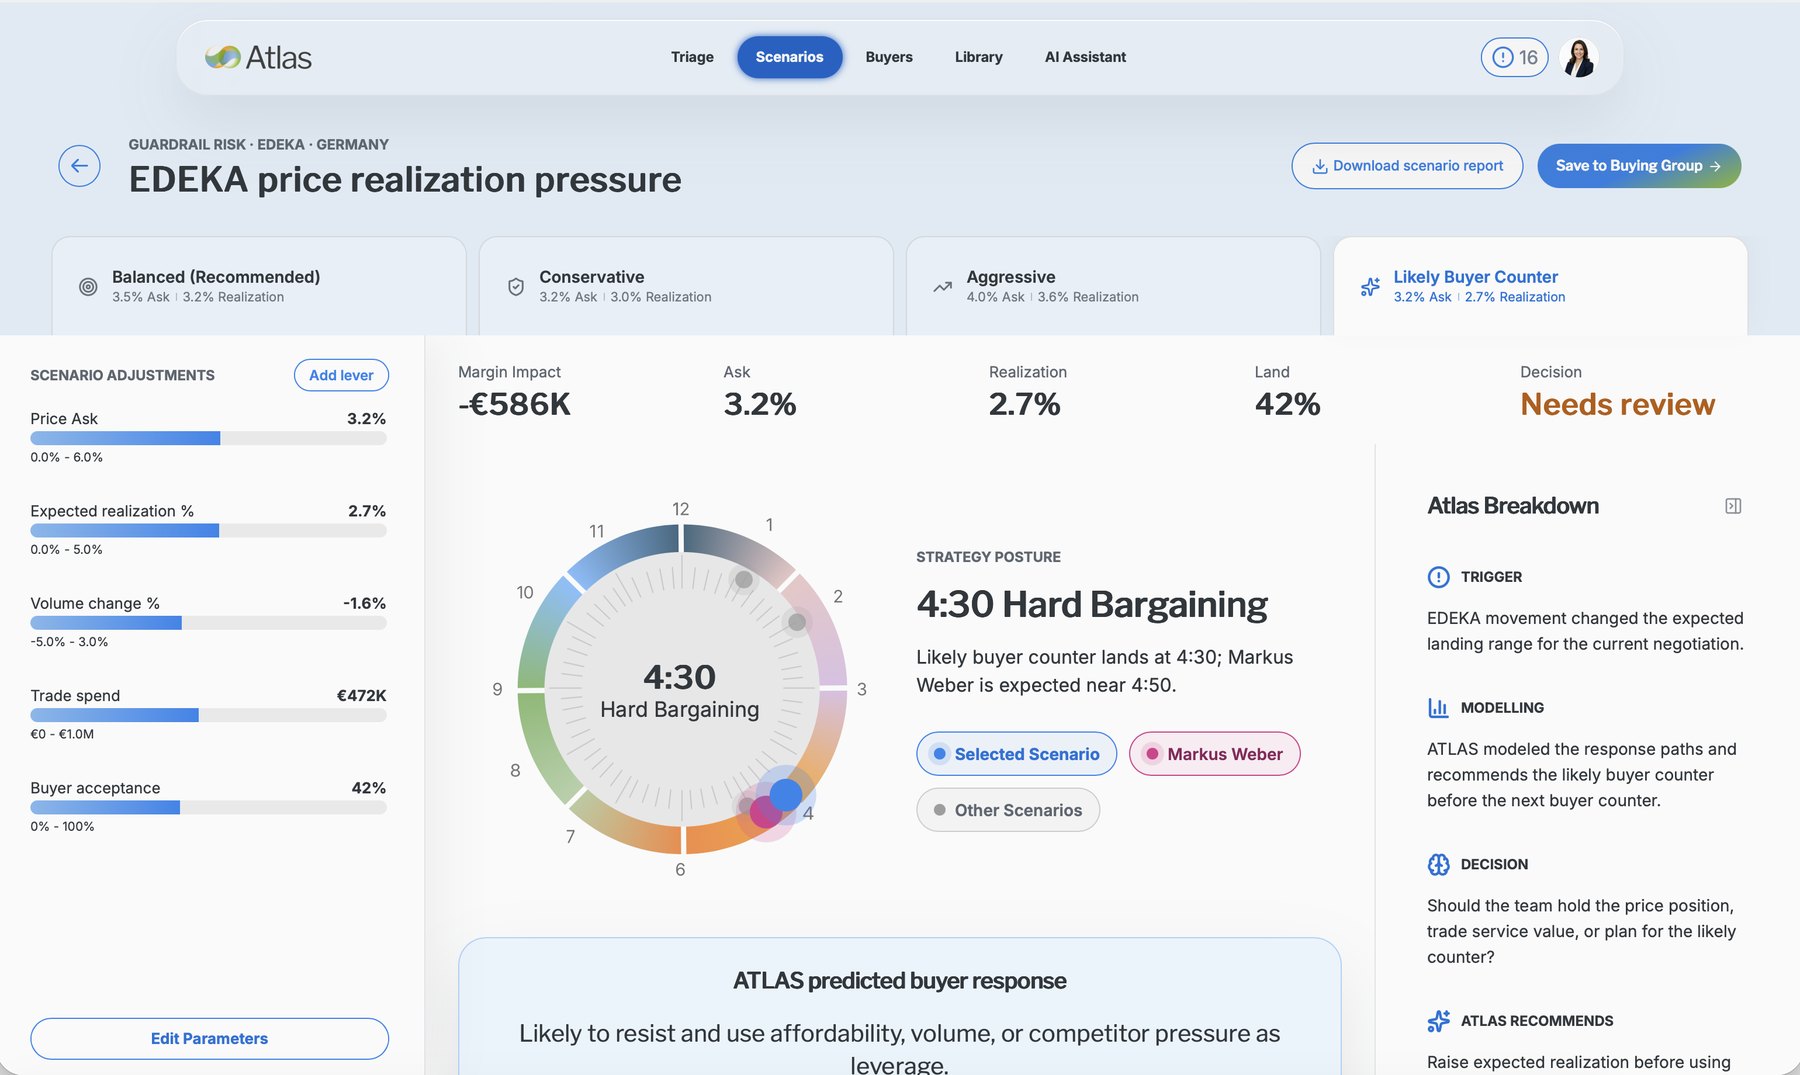 Atlas
Triage
Scenarios
Buyers
Library
AI Assistant
16
GUARDRAIL RISK · EDEKA · GERMANY
EDEKA price realization pressure
Download scenario report
Save to Buying Group →
Balanced (Recommended)
3.5% Ask | 3.2% Realization
Conservative
3.2% Ask | 3.0% Realization
Aggressive
4.0% Ask | 3.6% Realization
Likely Buyer Counter
3.2% Ask | 2.7% Realization
SCENARIO ADJUSTMENTS
Add lever
Price Ask 3.2%
0.0% - 6.0%
Expected realization % 2.7%
0.0% - 5.0%
Volume change % -1.6%
-5.0% - 3.0%
Trade spend €472K
€0 - €1.0M
Buyer acceptance 42%
0% - 100%
Edit Parameters
Margin Impact
-€586K
Ask
3.2%
Realization
2.7%
Land
42%
Decision
Needs review
12
1
2
3
4
6
7
8
9
10
11
4:30
Hard Bargaining
STRATEGY POSTURE
4:30 Hard Bargaining
Likely buyer counter lands at 4:30; Markus
Weber is expected near 4:50.
Selected Scenario
Markus Weber
Other Scenarios
ATLAS predicted buyer response
Likely to resist and use affordability, volume, or competitor pressure as
leverage.
Atlas Breakdown
TRIGGER
EDEKA movement changed the expected
landing range for the current negotiation.
MODELLING
ATLAS modeled the response paths and
recommends the likely buyer counter
before the next buyer counter.
DECISION
Should the team hold the price position,
trade service value, or plan for the likely
counter?
ATLAS RECOMMENDS
Raise expected realization before using